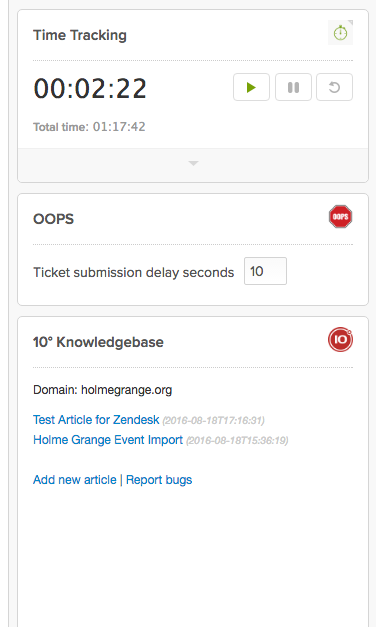 Time Tracking
00:02:22
Total time: 01:17:42
OOPS
OOPS
Ticket submission delay seconds 10
10° Knowledgebase
10°
Domain: holmegrange.org
Test Article for Zendesk (2016-08-18T17:16:31)
Holme Grange Event Import (2016-08-18T15:36:19)
Add new article | Report bugs